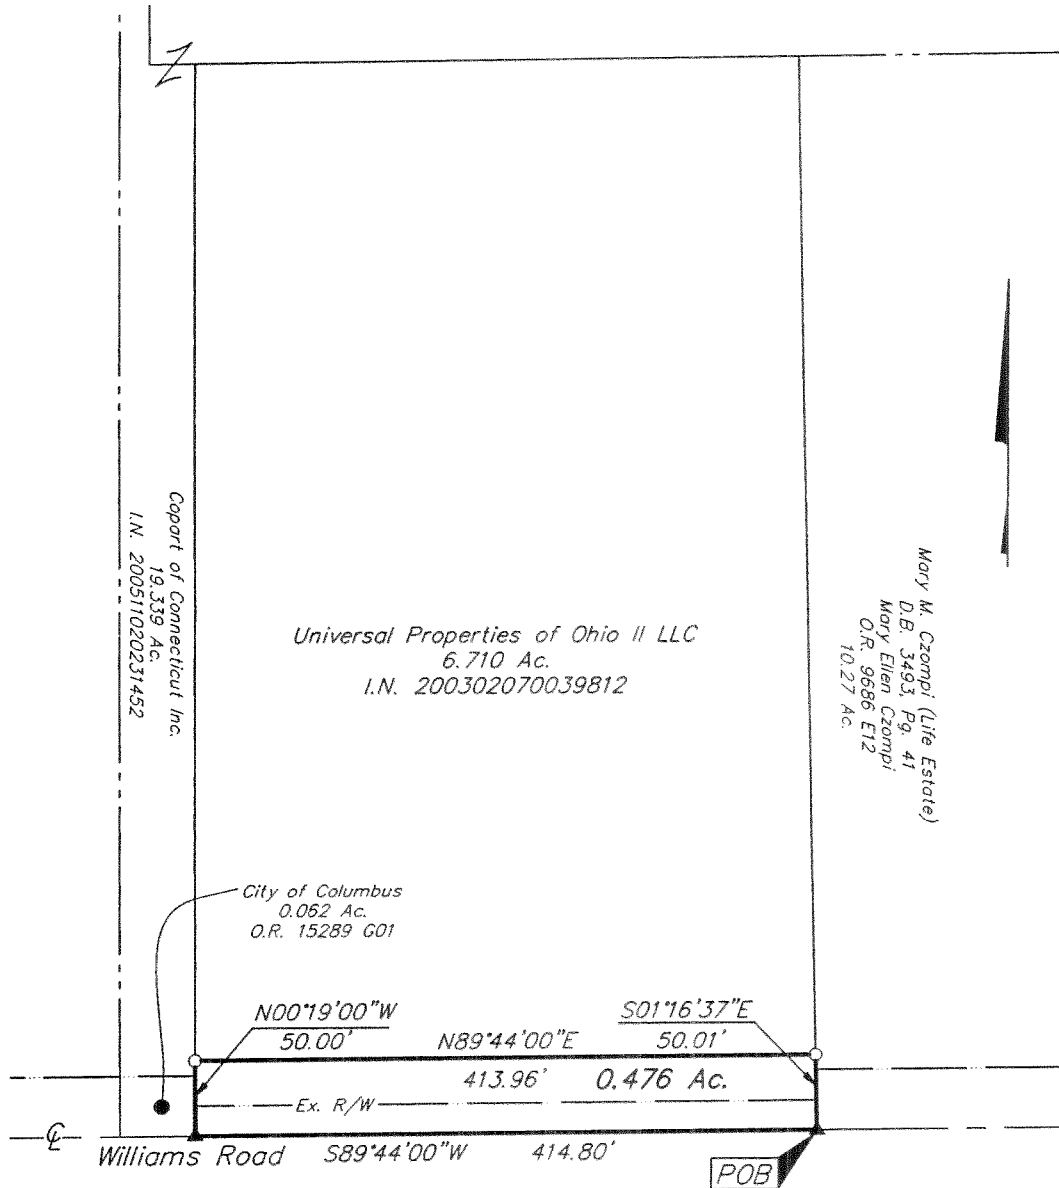 Copart of Connecticut Inc.
19.339 Ac.
I.N. 200511020231452
Universal Properties of Ohio II LLC
6.710 Ac.
I.N. 200302070039812
Mary M. Czompi (Life Estate)
D.B. 3493, Pg. 41
Mary Ellen Czompi
O.R. 9686 E12
10.27 Ac.
City of Columbus
0.062 Ac.
O.R. 15289 G01
N00°19'00"W
50.00'
N89°44'00"E
413.96'
S01°16'37"E
50.01'
0.476 Ac.
Ex. R/W
℄
Williams Road
S89°44'00"W
414.80'
POB